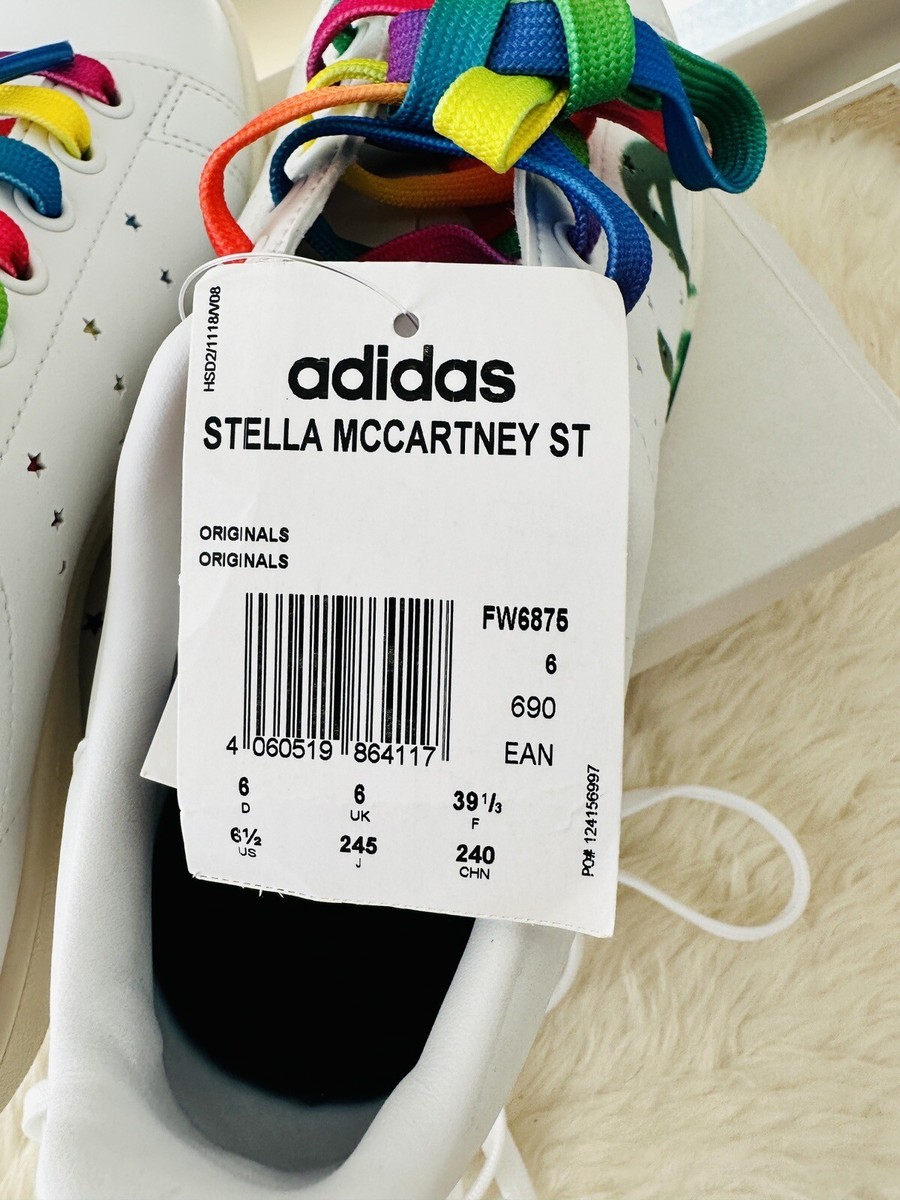 HSD2/1118/V08
adidas
STELLA MCCARTNEY ST
ORIGINALS
ORIGINALS
FW6875
6
690
EAN
4 060519 864117
6 6 39 1/3
D UK F
6½ 245 240
US J CHN
PO# 124156997